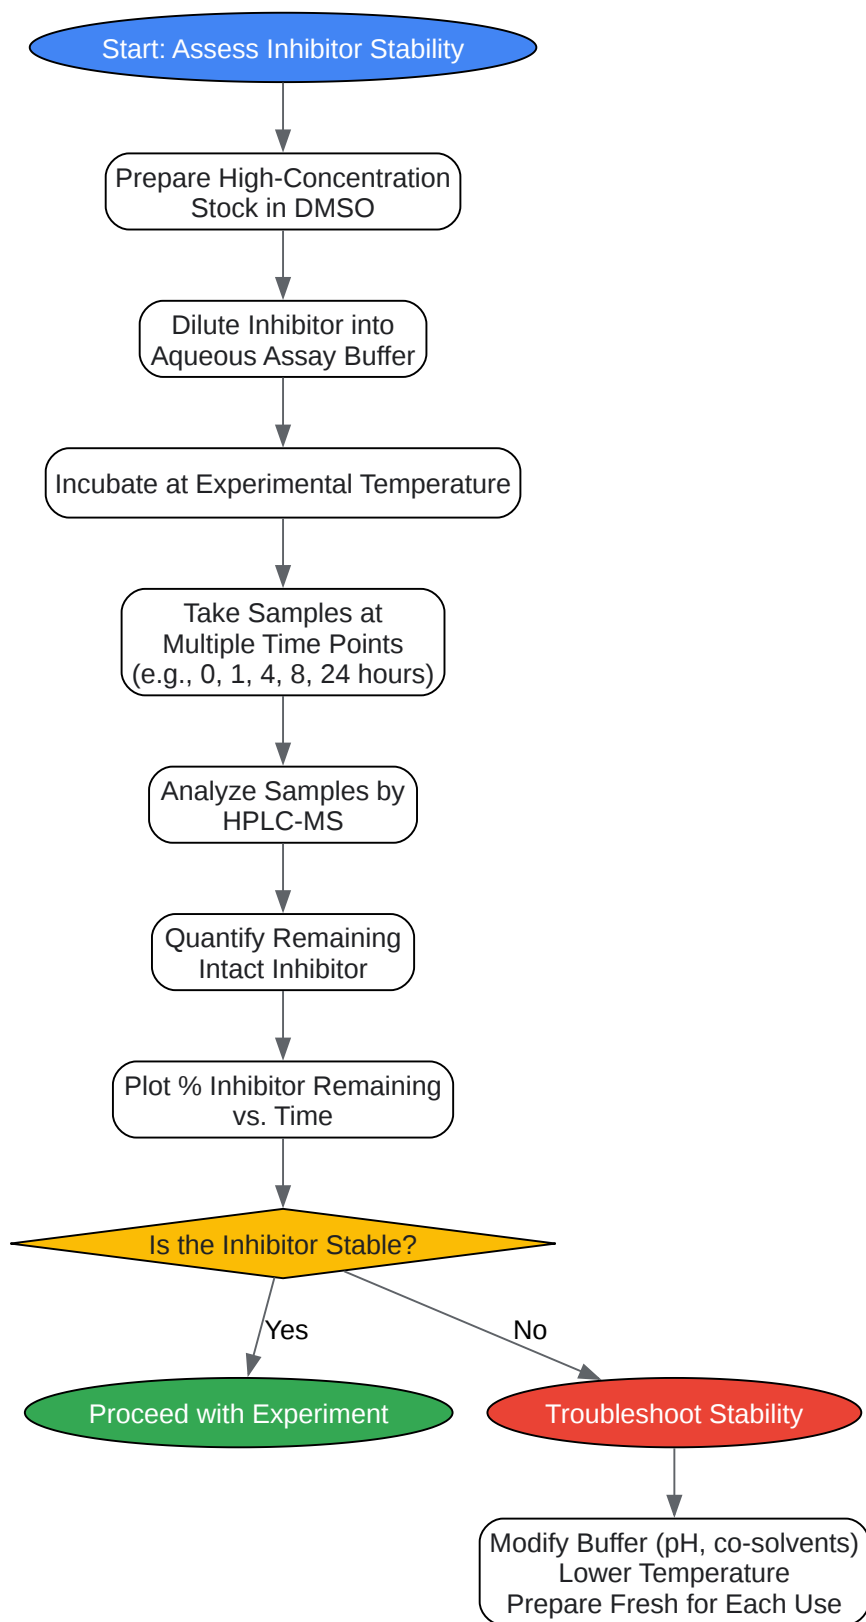 Start: Assess Inhibitor Stability
Prepare High-Concentration
Stock in DMSO
Dilute Inhibitor into
Aqueous Assay Buffer
Incubate at Experimental Temperature
Take Samples at
Multiple Time Points
(e.g., 0, 1, 4, 8, 24 hours)
Analyze Samples by
HPLC-MS
Quantify Remaining
Intact Inhibitor
Plot % Inhibitor Remaining
vs. Time
Is the Inhibitor Stable?
Yes
No
Proceed with Experiment
Troubleshoot Stability
Modify Buffer (pH, co-solvents)
Lower Temperature
Prepare Fresh for Each Use